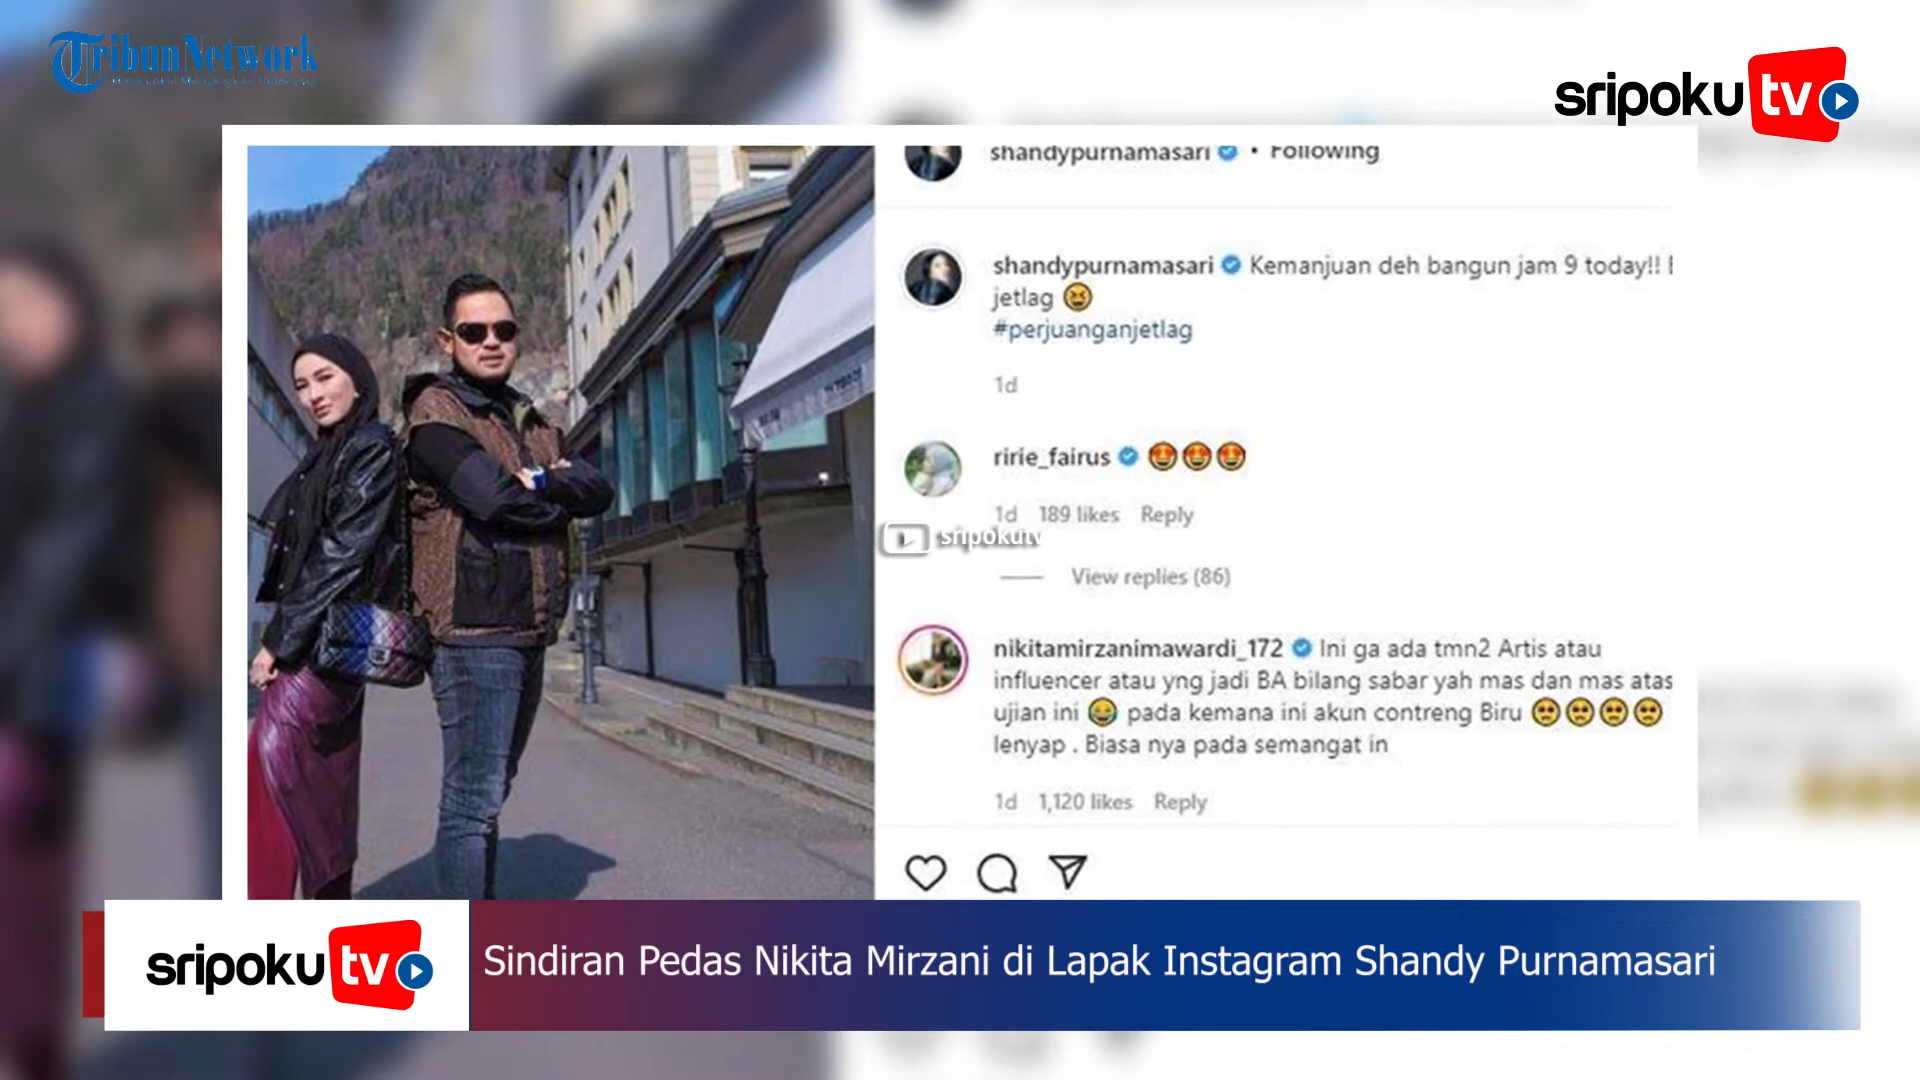 TribunNetwork
sripoku tv
shandypurnamasari • Following
shandypurnamasari Kemanjuan deh bangun jam 9 today!!
jetlag 😆
#perjuanganjetlag
1d
ririe_fairus 🤩🤩🤩
1d 189 likes Reply
sripokutv
View replies (86)
nikitamirzanimawardi_172 Ini ga ada tmn2 Artis atau
influencer atau yng jadi BA bilang sabar yah mas dan mas atas
ujian ini 😂 pada kemana ini akun contreng Biru 🥺🥺🥺🥺
lenyap . Biasa nya pada semangat in
1d 1,120 likes Reply
sripoku tv Sindiran Pedas Nikita Mirzani di Lapak Instagram Shandy Purnamasari